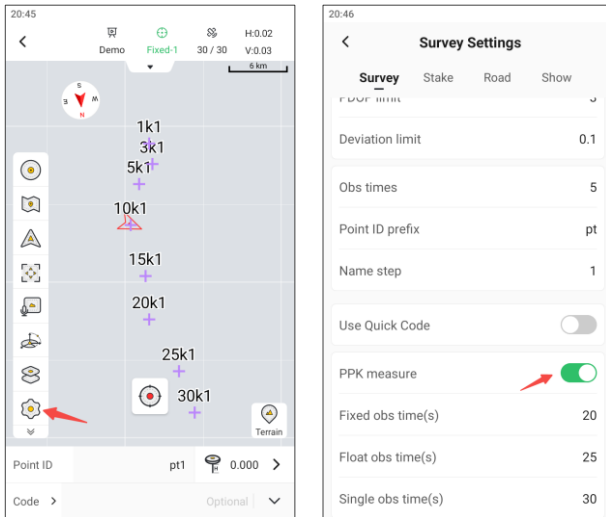 20:45
H:0.02
Demo Fixed-1 30 / 30 V:0.03
6 km
S
E W
N
1k1
3k1
5k1
10k1
15k1
20k1
25k1
30k1
Terrain
Point ID pt1 0.000
Code Optional
20:46
Survey Settings
Survey Stake Road Show
PDOP limit
Deviation limit 0.1
Obs times 5
Point ID prefix pt
Name step 1
Use Quick Code
PPK measure
Fixed obs time(s) 20
Float obs time(s) 25
Single obs time(s) 30